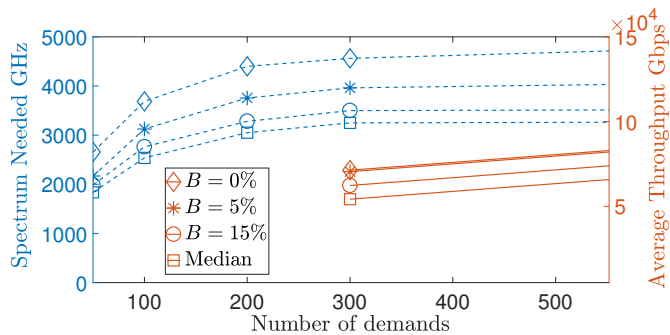 ×10⁴
5000
4000
3000
2000
1000
0
Spectrum Needed GHz
15
10
5
Average Throughput Gbps
B = 0%
B = 5%
B = 15%
Median
100 200 300 400 500
Number of demands